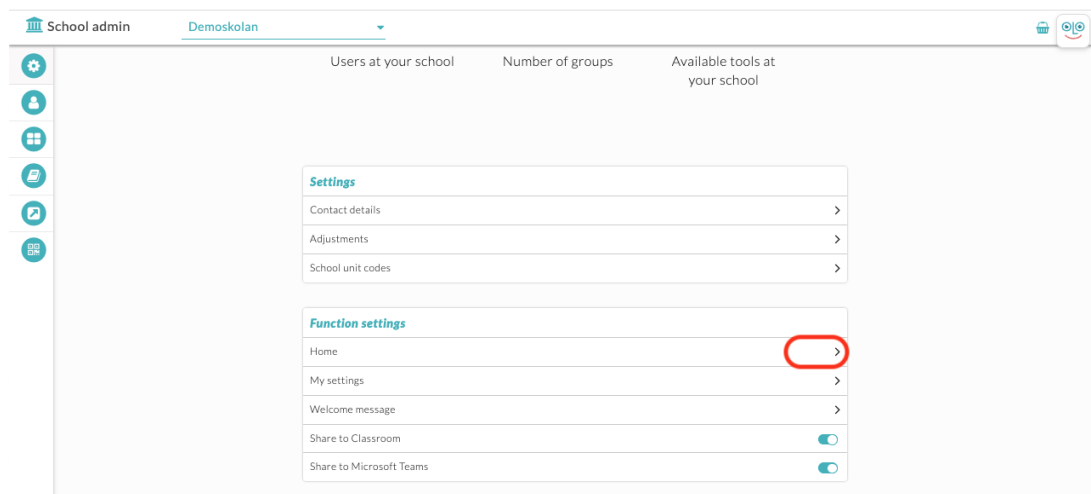 School admin
Demoskolan
Users at your school
Number of groups
Available tools at
your school
Settings
Contact details
Adjustments
School unit codes
Function settings
Home
My settings
Welcome message
Share to Classroom
Share to Microsoft Teams